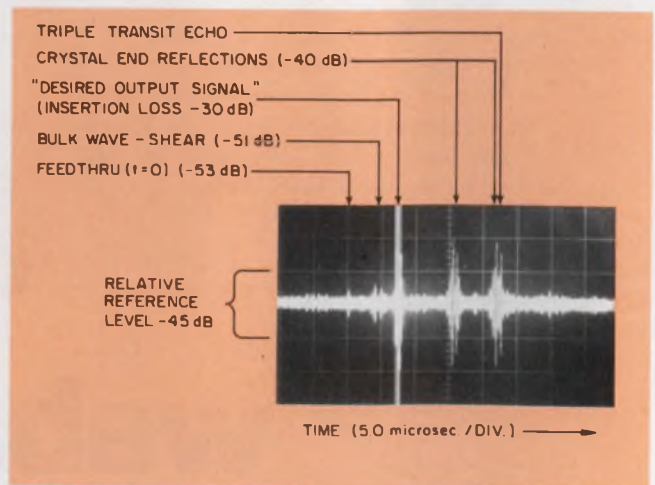 TRIPLE TRANSIT ECHO
CRYSTAL END REFLECTIONS (-40 dB)
"DESIRED OUTPUT SIGNAL"
(INSERTION LOSS -30 dB)
BULK WAVE - SHEAR (-51 dB)
FEEDTHRU (t=0) (-53 dB)
RELATIVE
REFERENCE
LEVEL -45 dB
TIME (5.0 microsec. / DIV.)